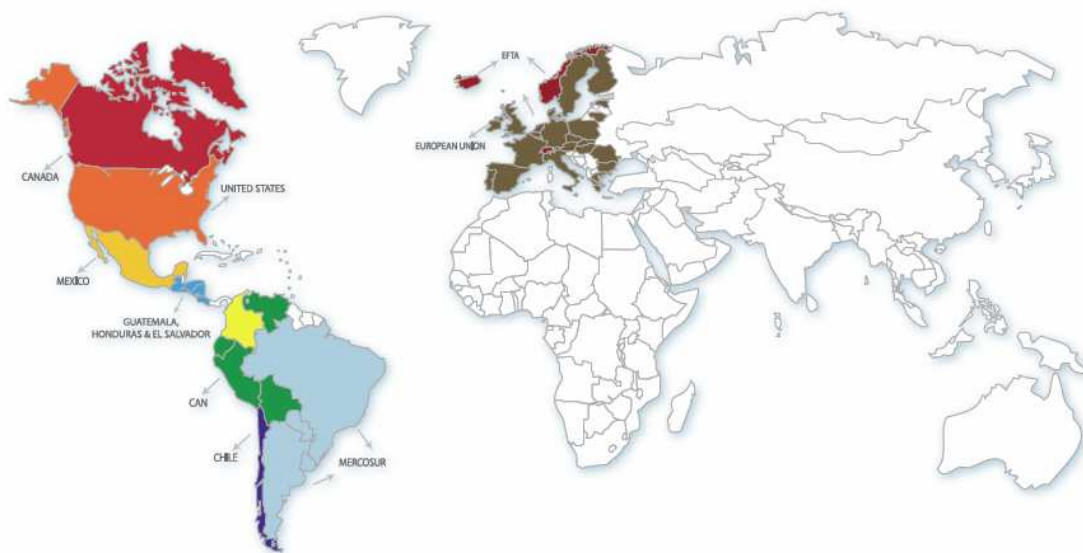 EFTA
EUROPEAN UNION
CANADA
UNITED STATES
MEXICO
GUATEMALA,
HONDURAS & EL SALVADOR
CAN
CHILE
MERCOSUR